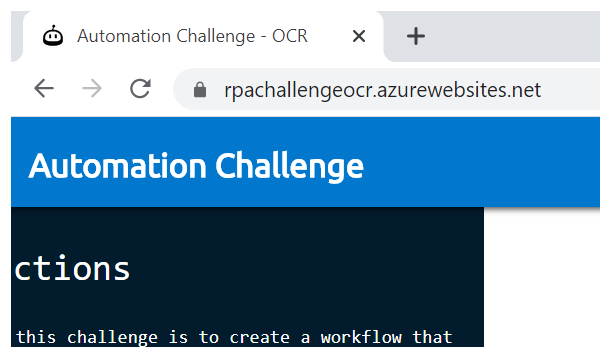 Automation Challenge - OCR
rpachallengeocr.azurewebsites.net
Automation Challenge
ctions
this challenge is to create a workflow that